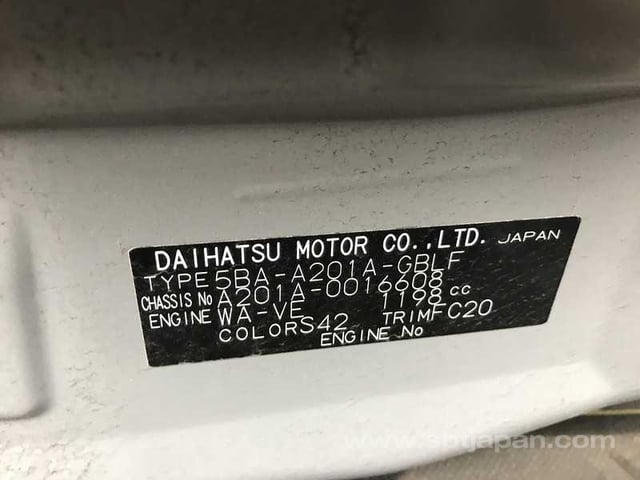 DAIHATSU MOTOR CO.,LTD. JAPAN
TYPE 5BA-A201A-GBLF
CHASSIS No A201A-0016608
ENGINE WA-VE 1198 CC
COLOR S42 TRIM FC20
ENGINE No
www.sbtjapan.com